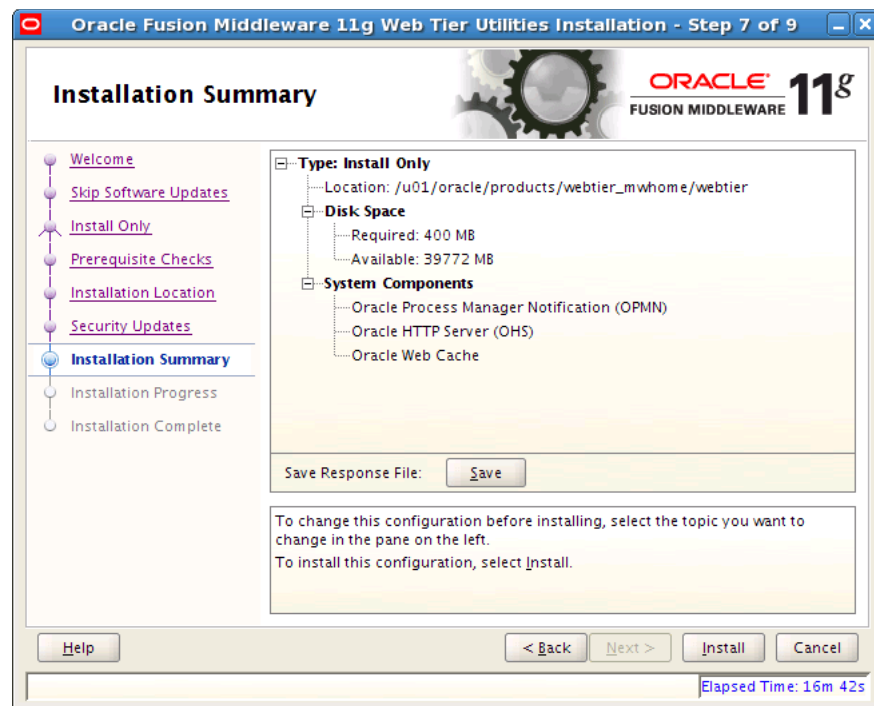 Oracle Fusion Middleware 11g Web Tier Utilities Installation - Step 7 of 9
Installation Summary
ORACLE
FUSION MIDDLEWARE 11g
Welcome
Skip Software Updates
Install Only
Prerequisite Checks
Installation Location
Security Updates
Installation Summary
Installation Progress
Installation Complete
Type: Install Only
Location: /u01/oracle/products/webtier_mwhome/webtier
Disk Space
Required: 400 MB
Available: 39772 MB
System Components
Oracle Process Manager Notification (OPMN)
Oracle HTTP Server (OHS)
Oracle Web Cache
Save Response File: Save
To change this configuration before installing, select the topic you want to
change in the pane on the left.
To install this configuration, select Install.
Help < Back Next > Install Cancel
Elapsed Time: 16m 42s